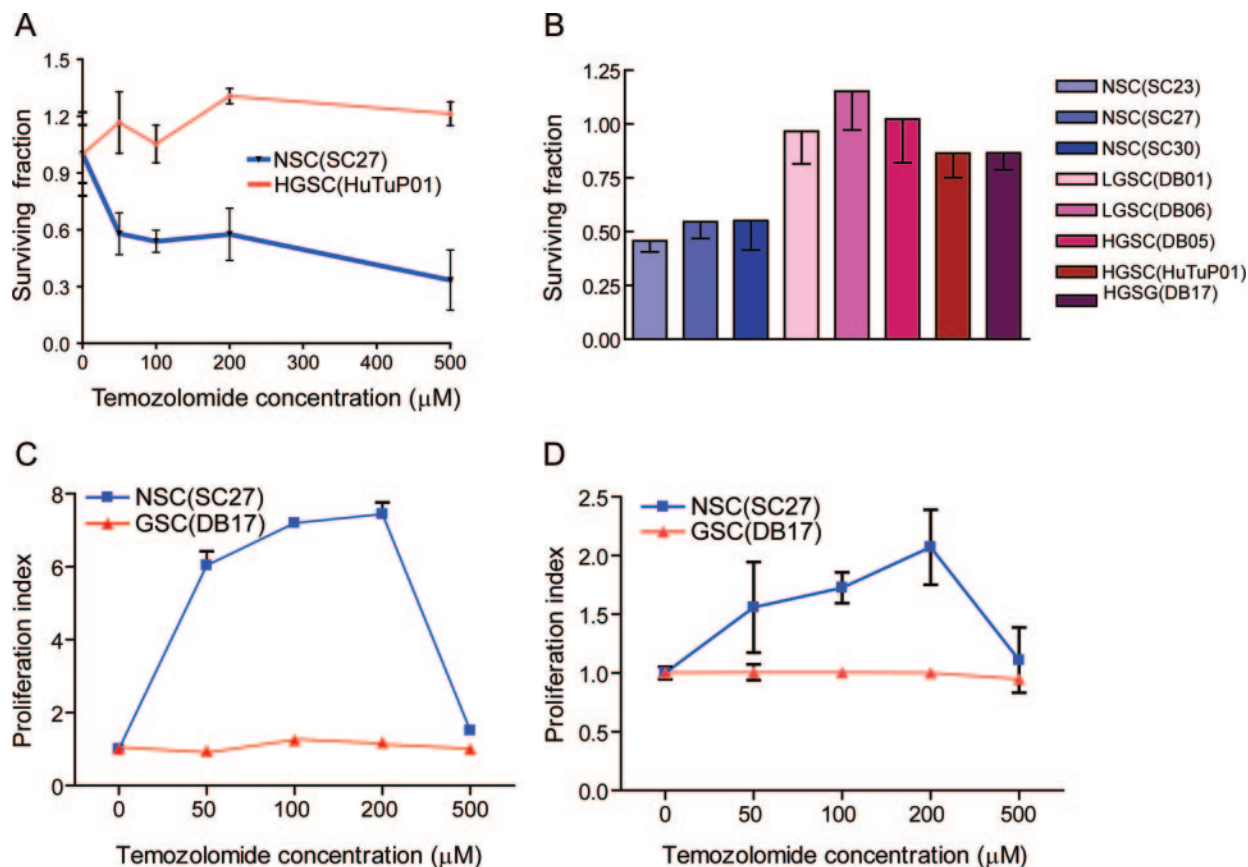 A
Surviving fraction
1.5
1.2
0.9
0.6
0.3
0.0
NSC(SC27)
HGSC(HuTuP01)
0 100 200 300 400 500
Temozolomide concentration (μM)
B
Surviving fraction
1.25
1.00
0.75
0.50
0.25
0.00
NSC(SC23)
NSC(SC27)
NSC(SC30)
LGSC(DB01)
LGSC(DB06)
HGSC(DB05)
HGSC(HuTuP01)
HGSG(DB17)
C
Proliferation index
8
6
4
2
0
NSC(SC27)
GSC(DB17)
0 50 100 200 500
Temozolomide concentration (μM)
D
Proliferation index
2.5
2.0
1.5
1.0
0.5
0.0
NSC(SC27)
GSC(DB17)
0 50 100 200 500
Temozolomide concentration (μM)